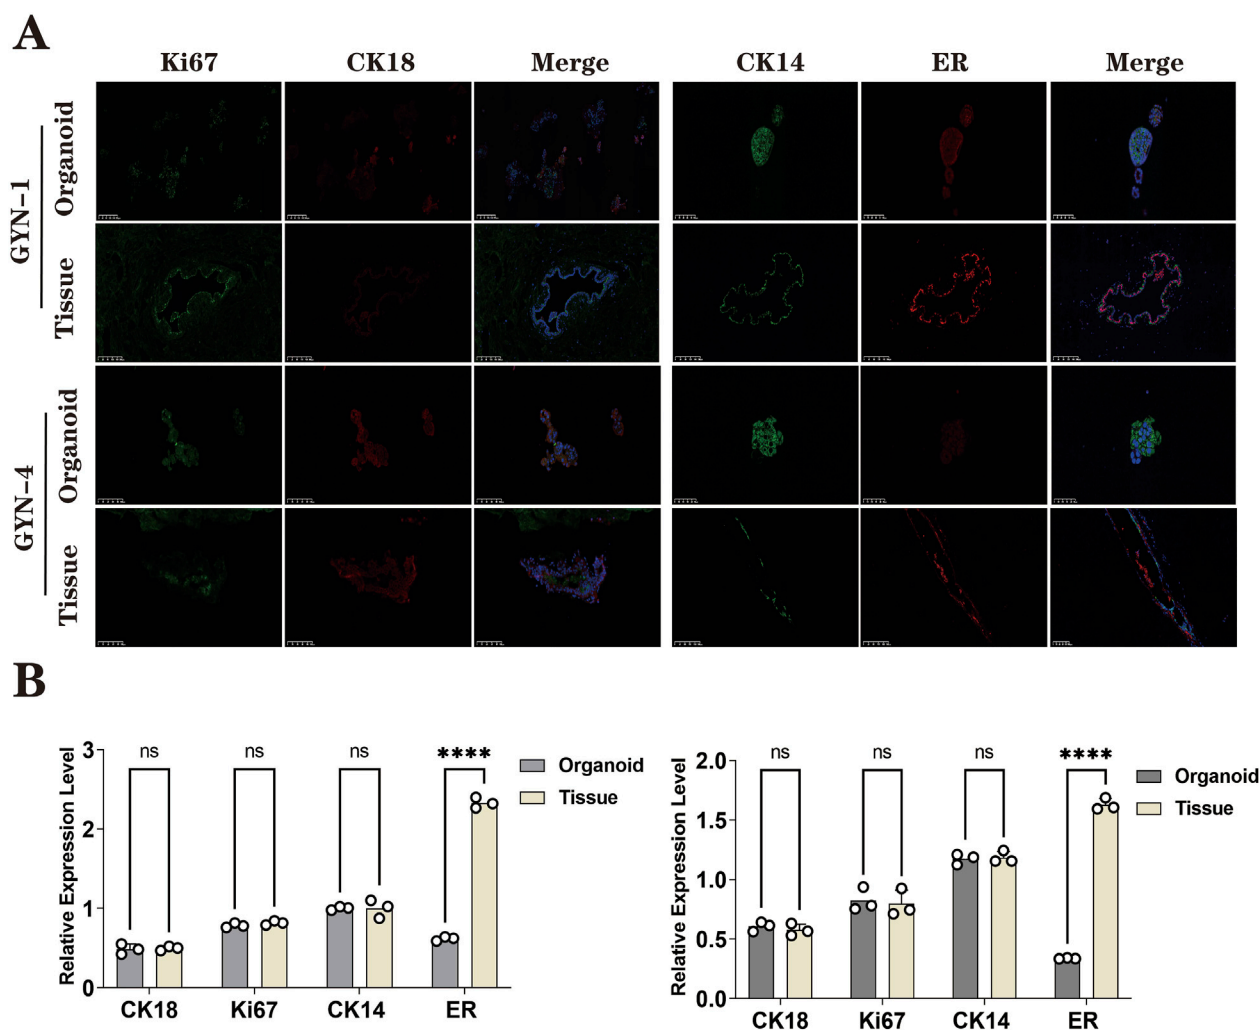 A
Ki67 CK18 Merge CK14 ER Merge
GYN-1
Organoid
Tissue
GYN-4
Organoid
Tissue
B
Relative Expression Level
3
2
1
0
ns ns ns ****
CK18 Ki67 CK14 ER
Organoid
Tissue
Relative Expression Level
2.0
1.5
1.0
0.5
0.0
ns ns ns ****
CK18 Ki67 CK14 ER
Organoid
Tissue